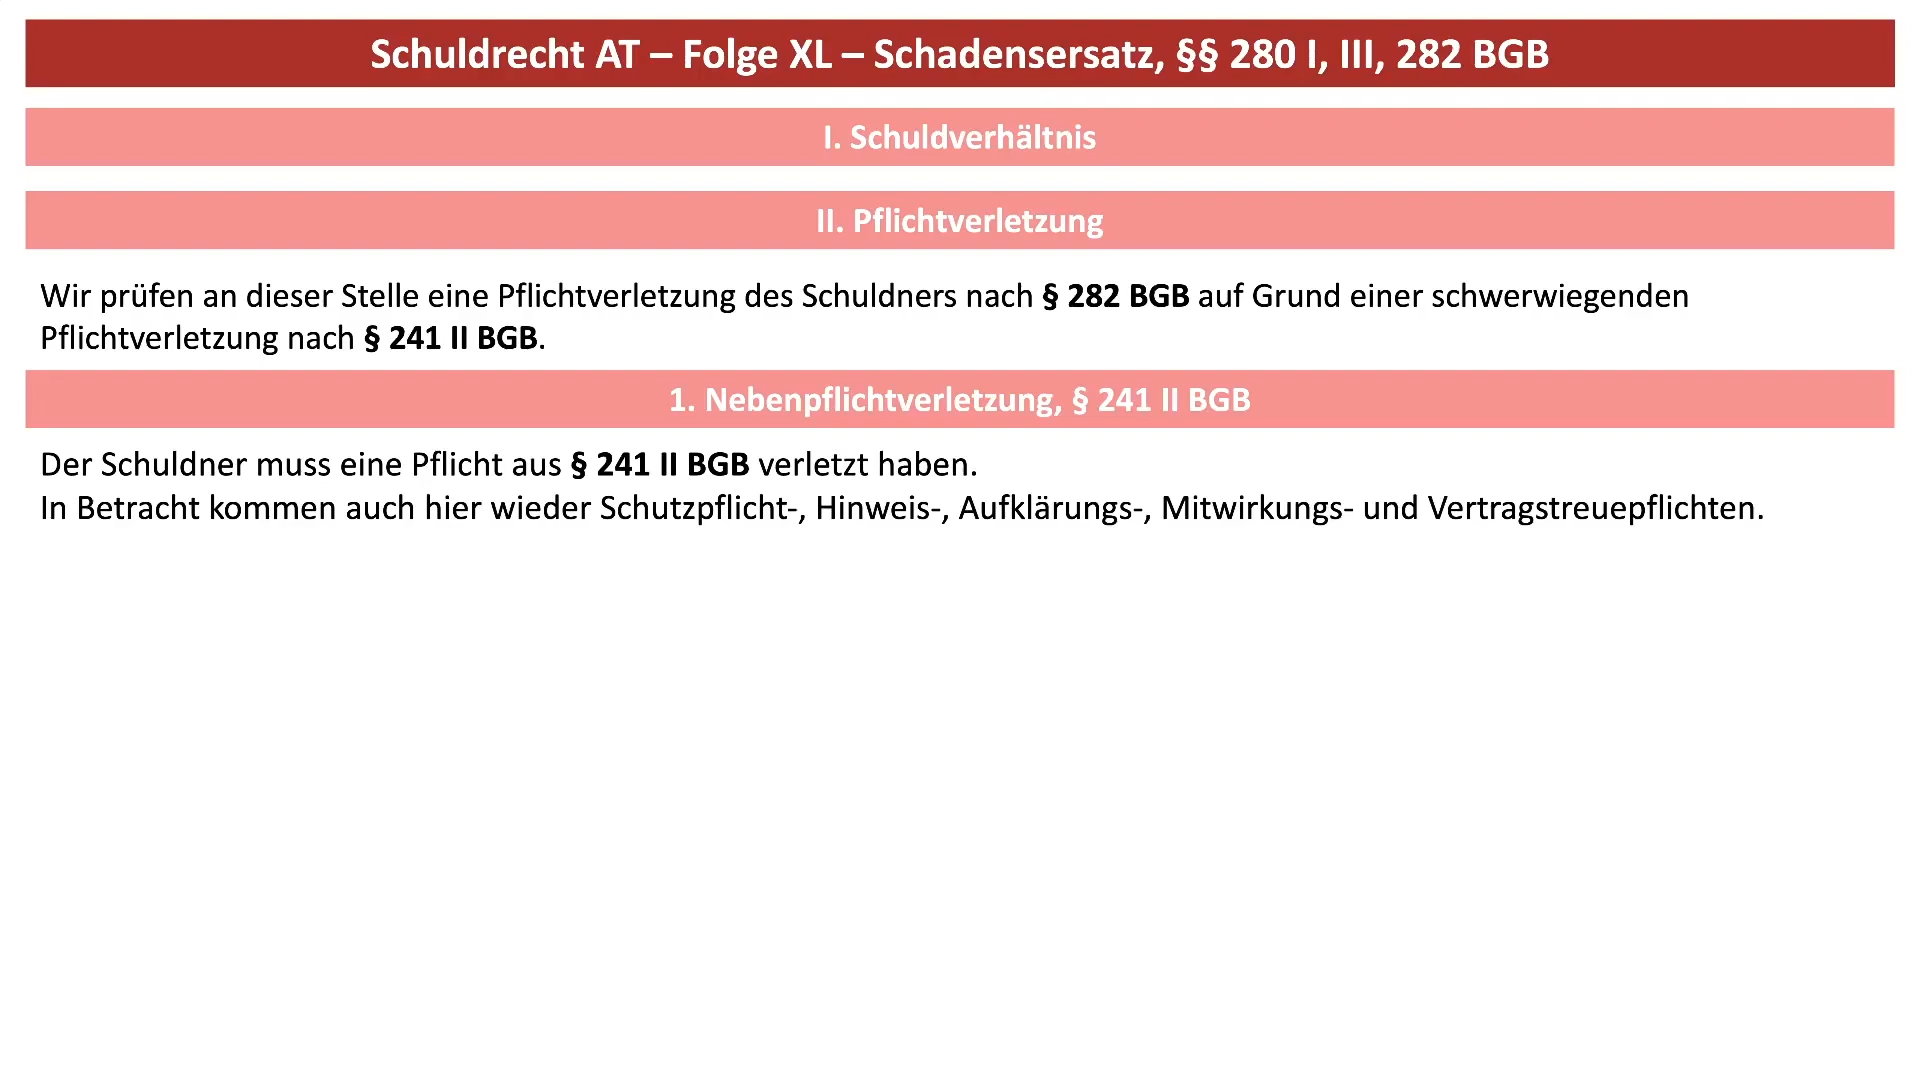 Schuldrecht AT – Folge XL – Schadensersatz, §§ 280 I, III, 282 BGB
I. Schuldverhältnis
II. Pflichtverletzung
Wir prüfen an dieser Stelle eine Pflichtverletzung des Schuldners nach § 282 BGB auf Grund einer schwerwiegenden
Pflichtverletzung nach § 241 II BGB.
1. Nebenpflichtverletzung, § 241 II BGB
Der Schuldner muss eine Pflicht aus § 241 II BGB verletzt haben.
In Betracht kommen auch hier wieder Schutzpflicht-, Hinweis-, Aufklärungs-, Mitwirkungs- und Vertragstreuepflichten.